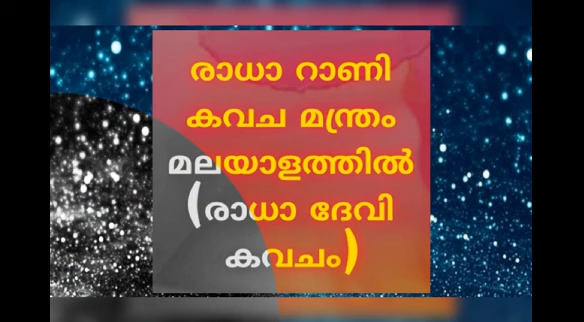 രാധാ റാണി
കവച മന്ത്രം
മലയാളത്തിൽ
(രാധാ ദേവി
കവചം)